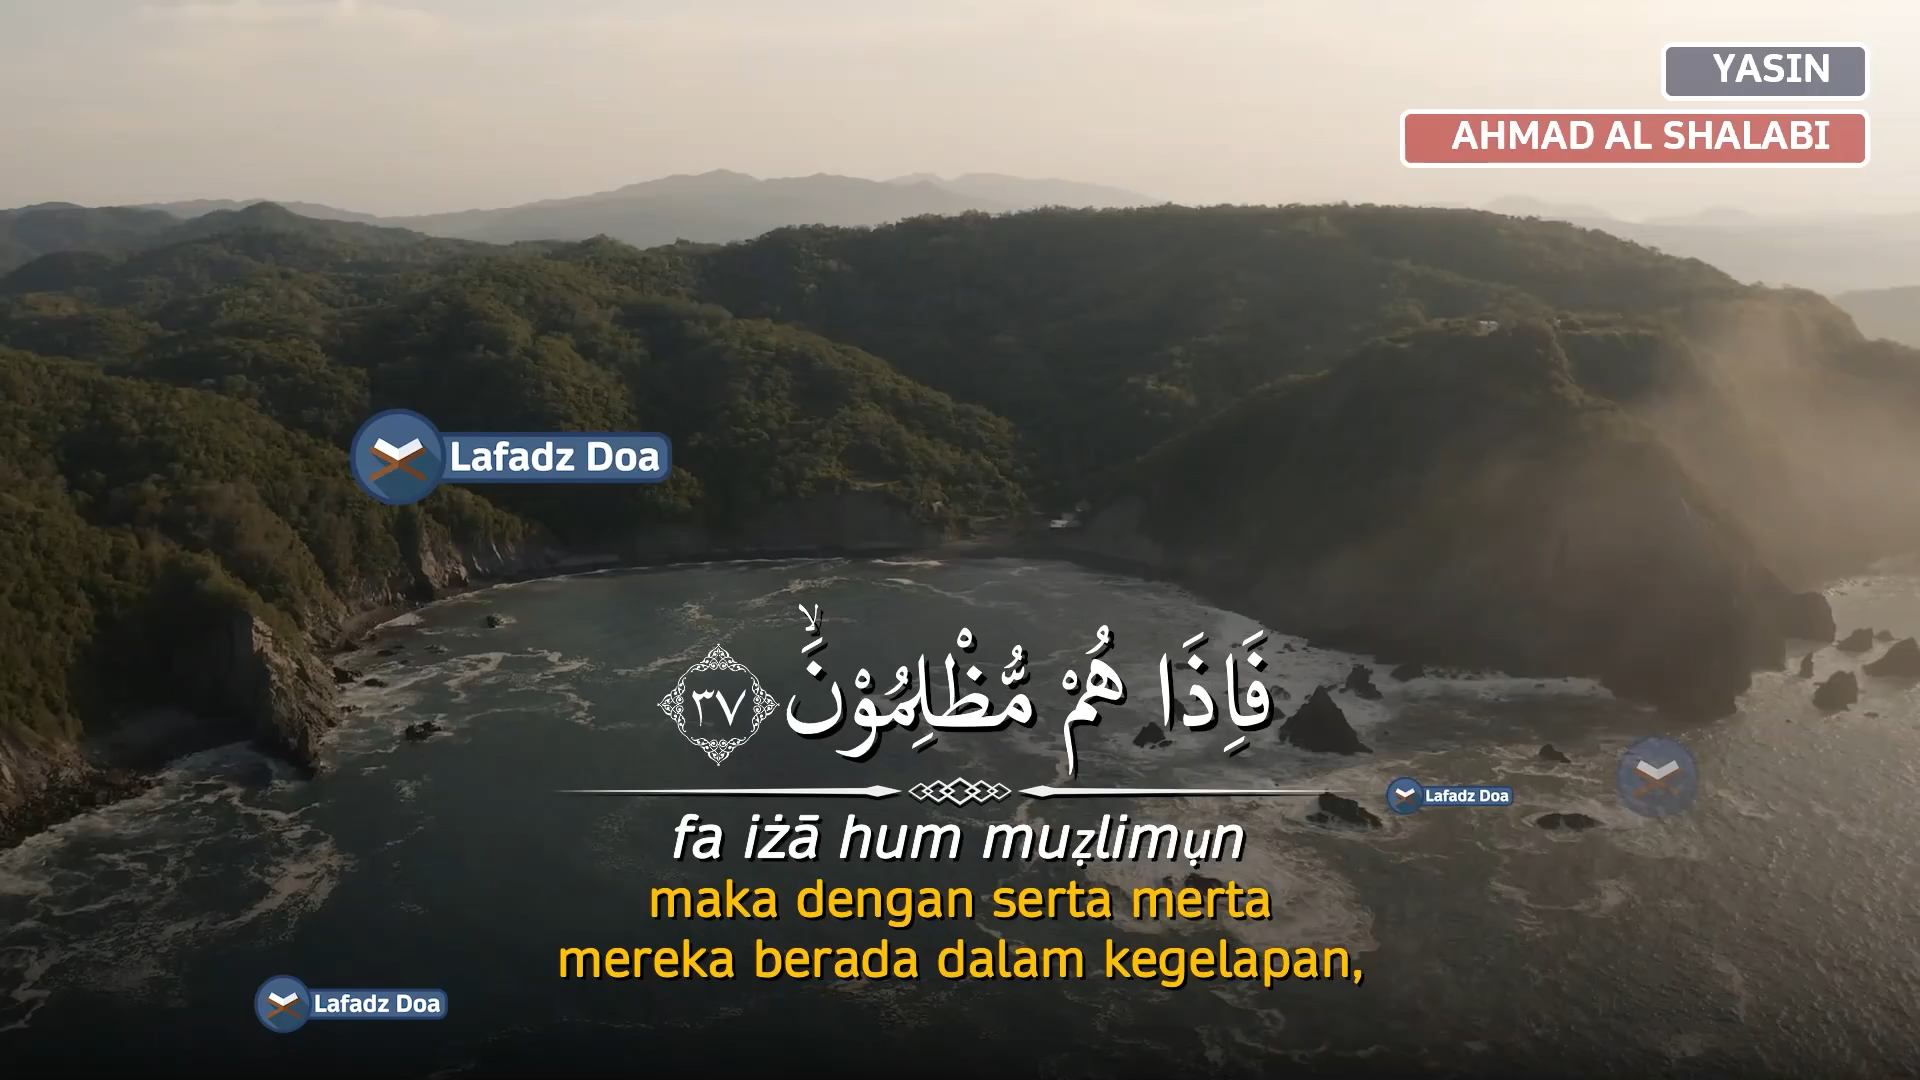 YASIN
AHMAD AL SHALABI
Lafadz Doa
فَاِذَا هُمْ مُّظْلِمُوْنَۙ ٣٧
Lafadz Doa
fa iżā hum muẓlimụn
maka dengan serta merta
mereka berada dalam kegelapan,
Lafadz Doa